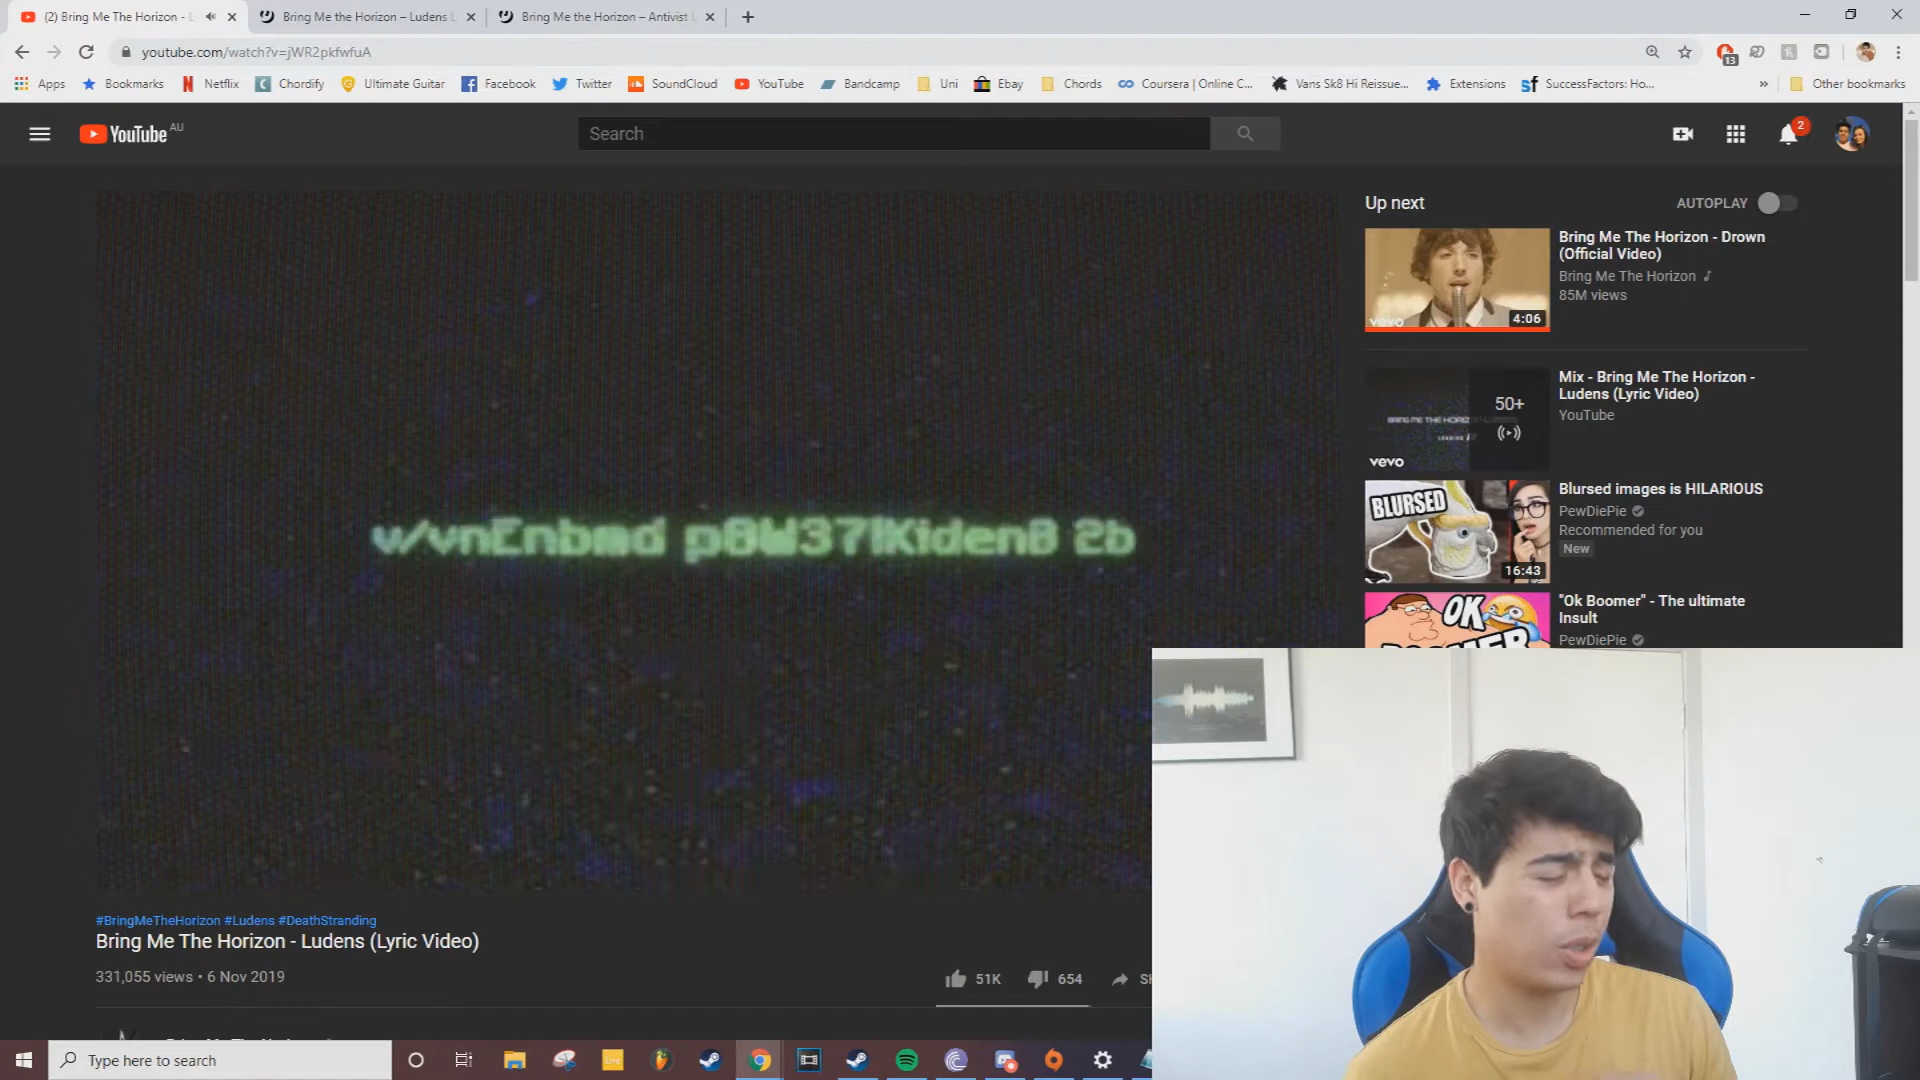 (2) Bring Me The Horizon - L
Bring Me the Horizon – Ludens L
Bring Me the Horizon – Antivist L
youtube.com/watch?v=jWR2pkfwfuA
13
Apps
Bookmarks
Netflix
Chordify
Ultimate Guitar
Facebook
Twitter
SoundCloud
YouTube
Bandcamp
Uni
Ebay
Chords
Coursera | Online C...
Vans Sk8 Hi Reissue...
Extensions
SuccessFactors: Ho...
»
Other bookmarks
YouTube AU
Search
2
v/vnEnbmd p8W37lKiden8 2b
Up next
AUTOPLAY
vevo
4:06
Bring Me The Horizon - Drown
(Official Video)
Bring Me The Horizon
85M views
50+
vevo
Mix - Bring Me The Horizon -
Ludens (Lyric Video)
YouTube
BLURSED
16:43
Blursed images is HILARIOUS
PewDiePie
Recommended for you
New
OK
"Ok Boomer" - The ultimate
Insult
PewDiePie
#BringMeTheHorizon #Ludens #DeathStranding
Bring Me The Horizon - Ludens (Lyric Video)
331,055 views • 6 Nov 2019
51K
654
Type here to search